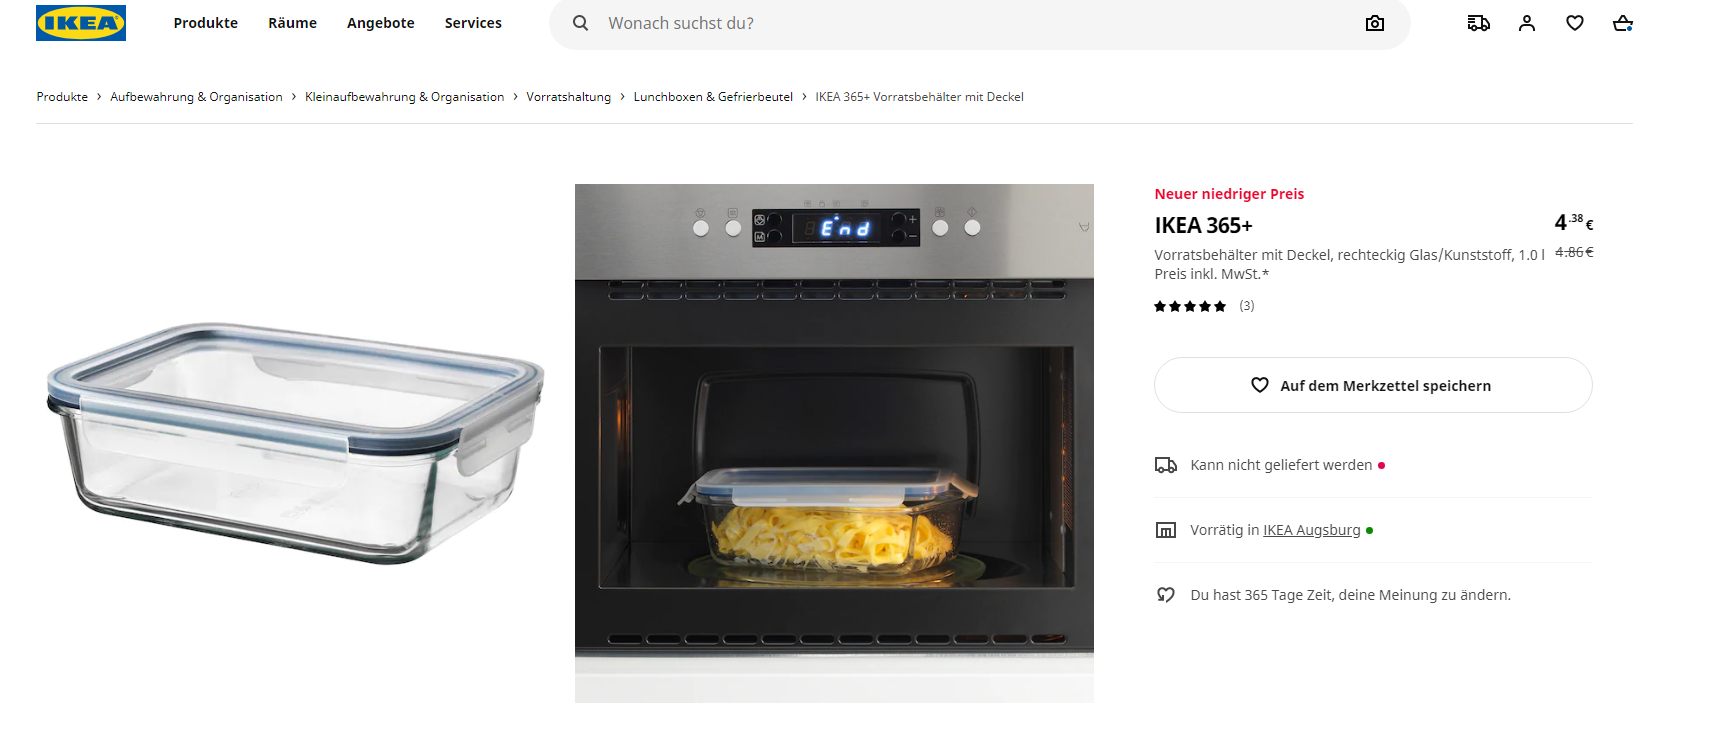 IKEA
Produkte Räume Angebote Services
Wonach suchst du?
Produkte › Aufbewahrung & Organisation › Kleinaufbewahrung & Organisation › Vorratshaltung › Lunchboxen & Gefrierbeutel › IKEA 365+ Vorratsbehälter mit Deckel
End
Neuer niedriger Preis
IKEA 365+ 4.38€
Vorratsbehälter mit Deckel, rechteckig Glas/Kunststoff, 1.0 l 4.86€
Preis inkl. MwSt.*
(3)
Auf dem Merkzettel speichern
Kann nicht geliefert werden
Vorrätig in IKEA Augsburg
Du hast 365 Tage Zeit, deine Meinung zu ändern.